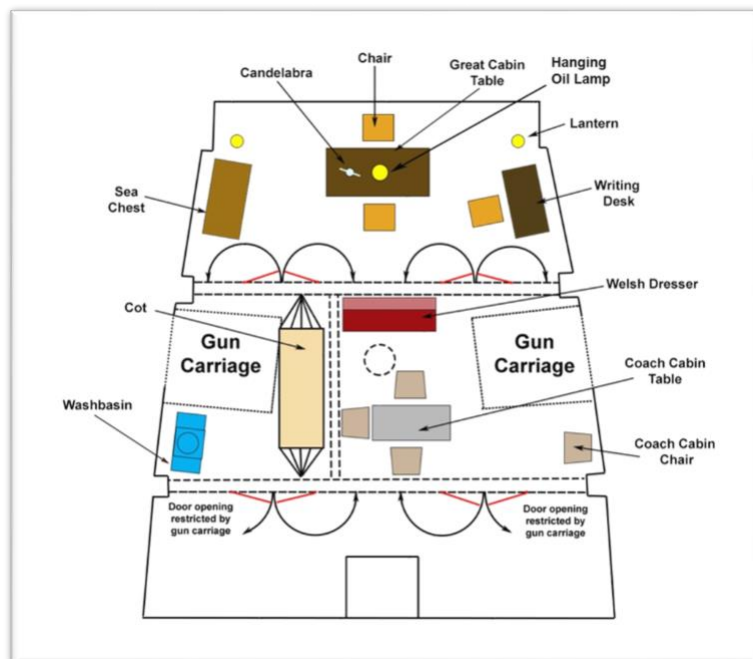 Chair
Candelabra
Great Cabin
Table
Hanging
Oil Lamp
Lantern
Sea
Chest
Writing
Desk
Welsh Dresser
Cot
Gun
Carriage
Gun
Carriage
Coach Cabin
Table
Washbasin
Coach Cabin
Chair
Door opening
restricted by
gun carriage
Door opening
restricted by
gun carriage